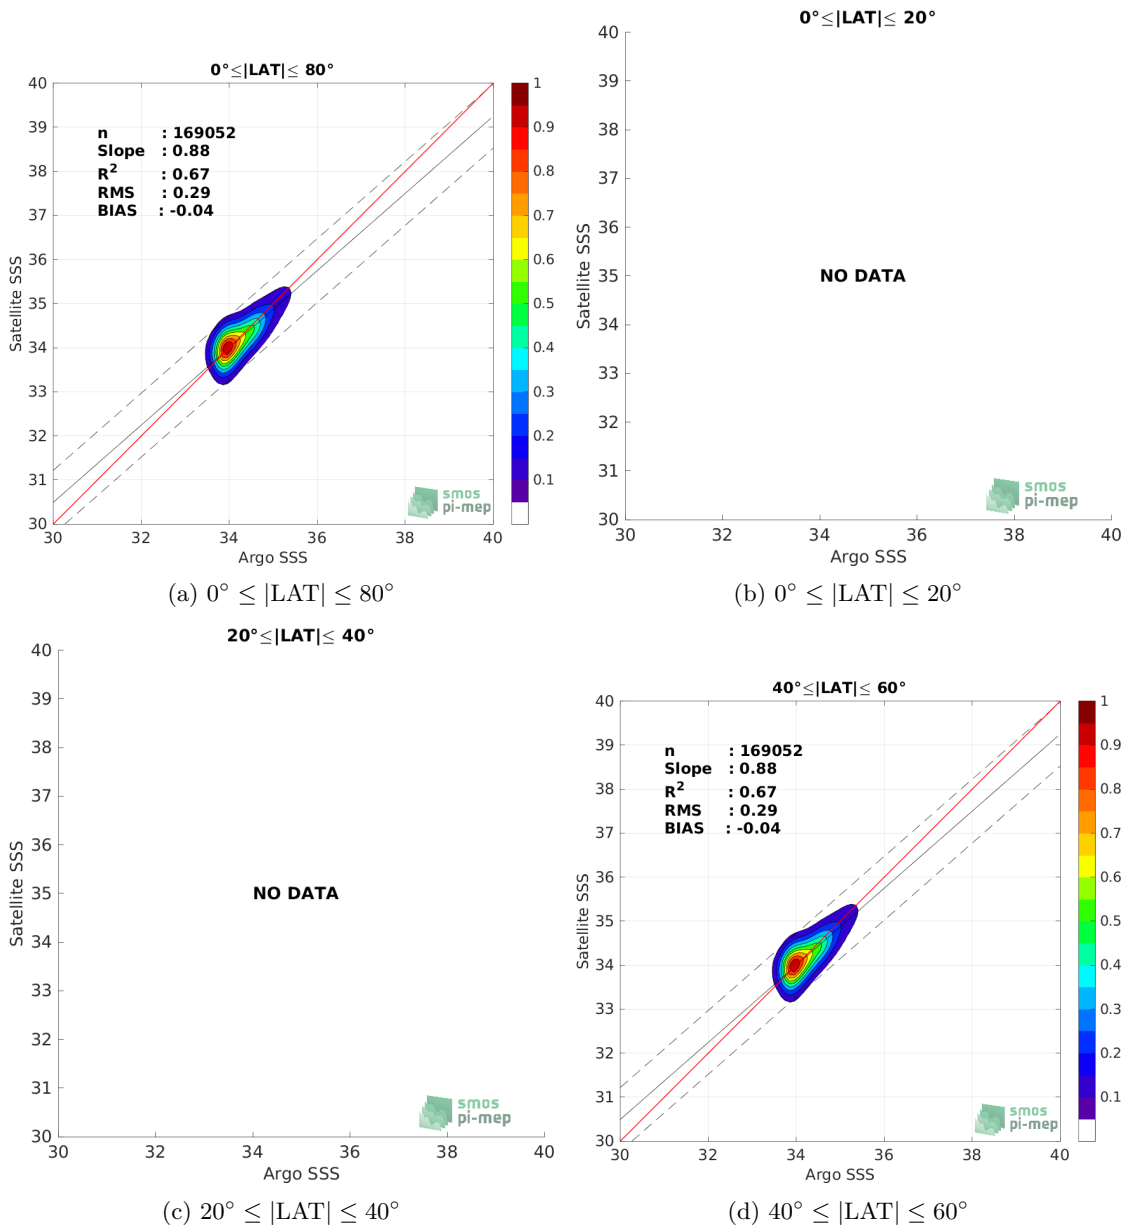 0°≤|LAT|≤ 80°
40
39
38
37
36
35
34
33
32
31
30
Satellite SSS
n : 169052
Slope : 0.88
R2 : 0.67
RMS : 0.29
BIAS : -0.04
smos
pi-mep
30 32 34 36 38 40
Argo SSS
1
0.9
0.8
0.7
0.6
0.5
0.4
0.3
0.2
0.1
(a) 0° ≤ |LAT| ≤ 80°
0°≤|LAT|≤ 20°
40
39
38
37
36
35
34
33
32
31
30
Satellite SSS
NO DATA
smos
pi-mep
30 32 34 36 38 40
Argo SSS
(b) 0° ≤ |LAT| ≤ 20°
20°≤|LAT|≤ 40°
40
39
38
37
36
35
34
33
32
31
30
Satellite SSS
NO DATA
smos
pi-mep
30 32 34 36 38 40
Argo SSS
(c) 20° ≤ |LAT| ≤ 40°
40°≤|LAT|≤ 60°
40
39
38
37
36
35
34
33
32
31
30
Satellite SSS
n : 169052
Slope : 0.88
R2 : 0.67
RMS : 0.29
BIAS : -0.04
smos
pi-mep
30 32 34 36 38 40
Argo SSS
1
0.9
0.8
0.7
0.6
0.5
0.4
0.3
0.2
0.1
(d) 40° ≤ |LAT| ≤ 60°